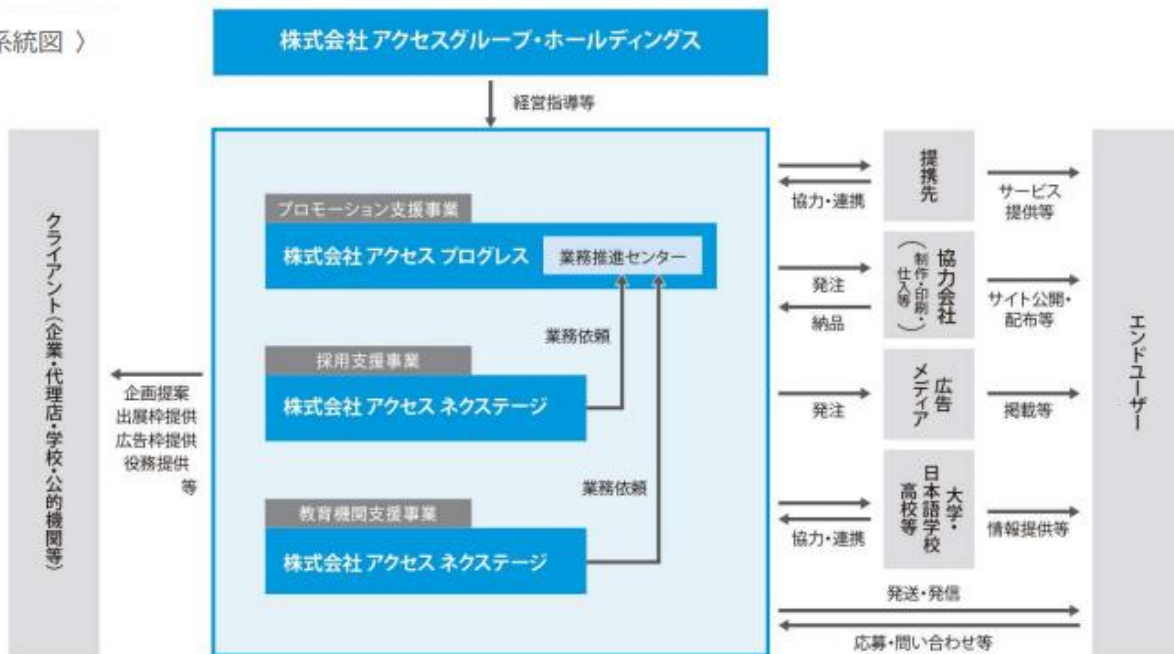 系統図 〉
株式会社 アクセスグループ・ホールディングス
経営指導等
クライアント(企業・代理店・学校・公的機関等)
企画提案
出展枠提供
広告枠提供
役務提供
等
プロモーション支援事業
株式会社 アクセス プログレス
業務推進センター
業務依頼
採用支援事業
株式会社 アクセス ネクステージ
業務依頼
教育機関支援事業
株式会社 アクセス ネクステージ
協力・連携
提携先
サービス
提供等
発注
納品
協力会社
(制作・印刷・
仕入等)
サイト公開・
配布等
発注
広告
メディア
掲載等
協力・連携
大学・
日本語学校
高校等
情報提供等
発送・発信
応募・問い合わせ等
エンドユーザー